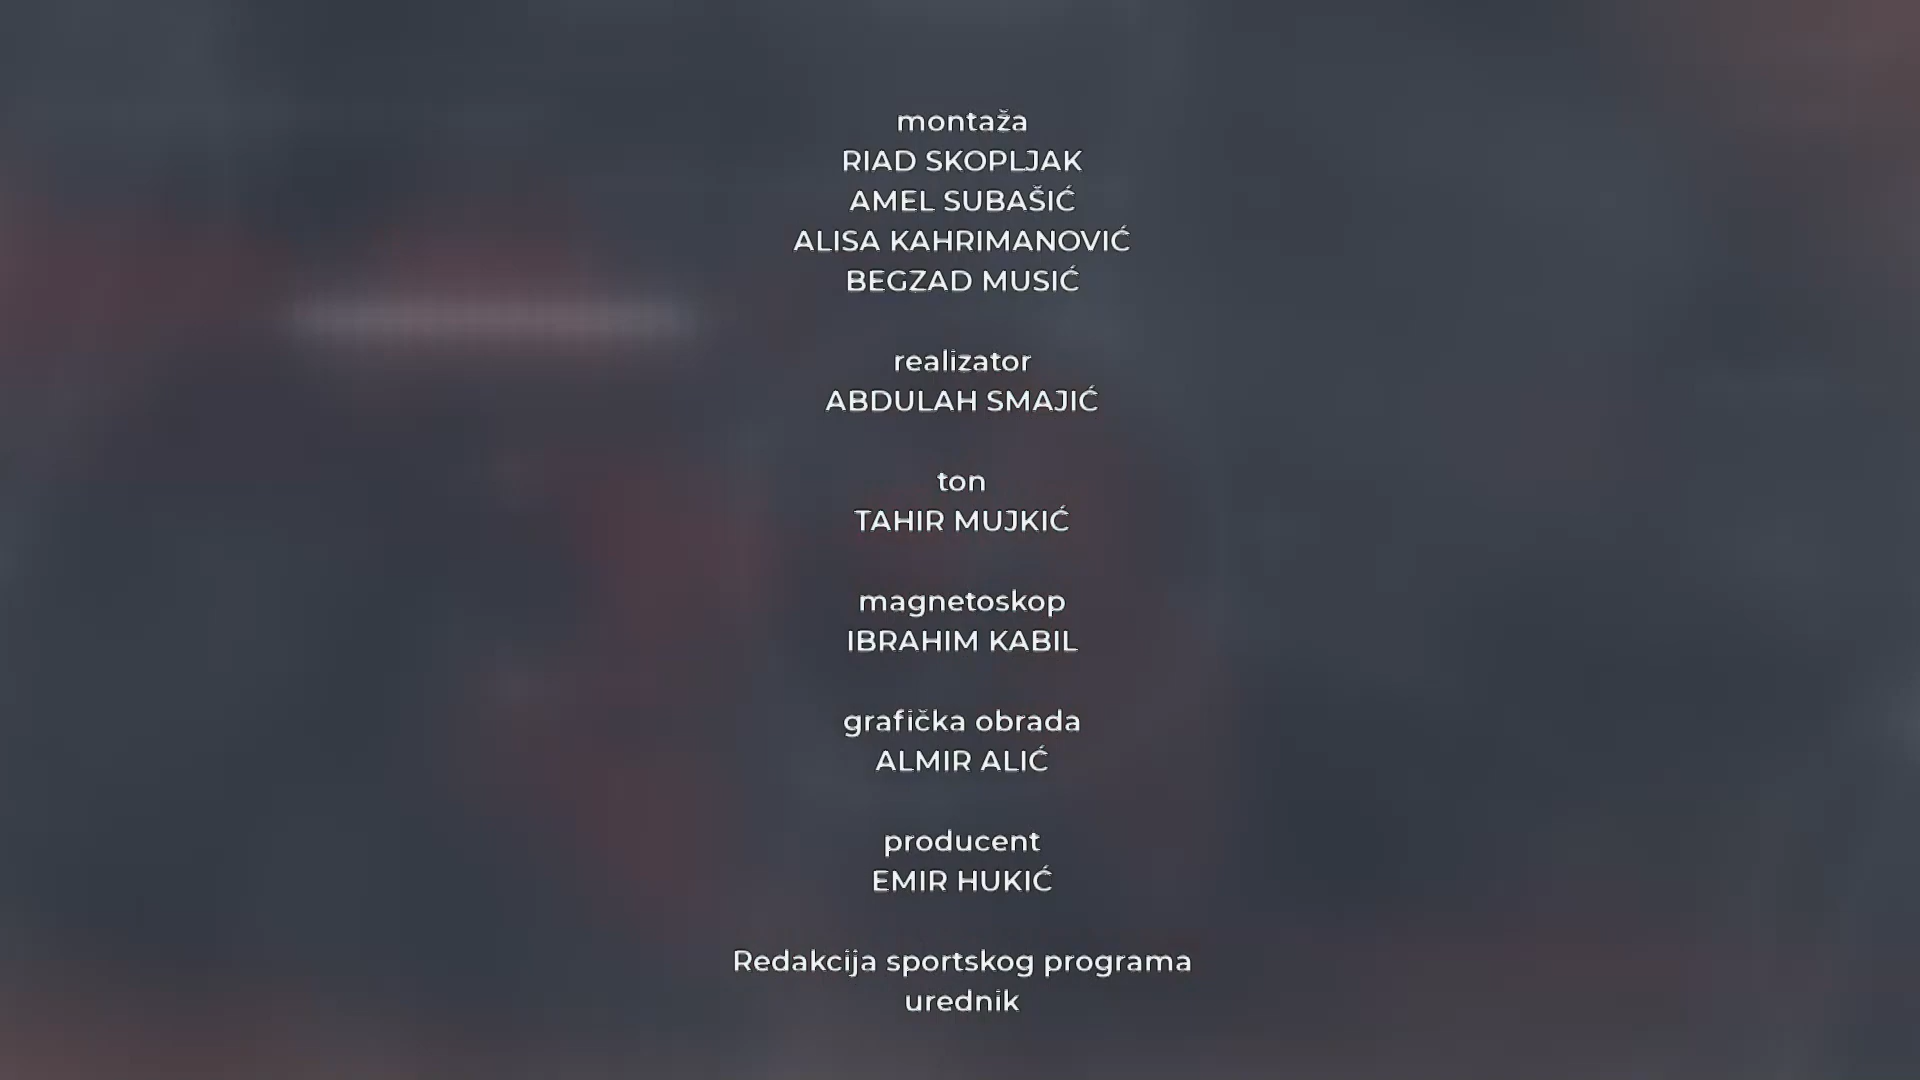 montaža
RIAD SKOPLJAK
AMEL SUBAŠIĆ
ALISA KAHRIMANOVIĆ
BEGZAD MUSIĆ
realizator
ABDULAH SMAJIĆ
ton
TAHIR MUJKIĆ
magnetoskop
IBRAHIM KABIL
grafička obrada
ALMIR ALIĆ
producent
EMIR HUKIĆ
Redakcija sportskog programa
urednik